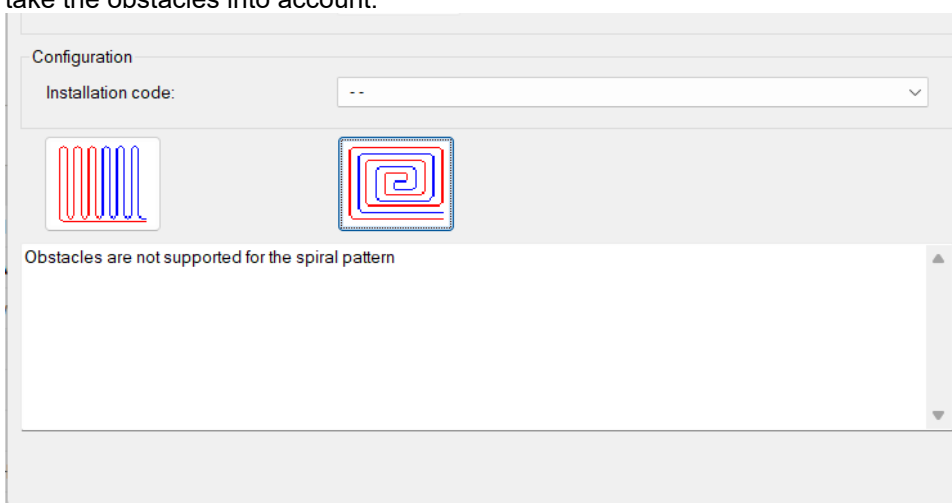 take the obstacles into account.
Configuration
Installation code:
- -
Obstacles are not supported for the spiral pattern